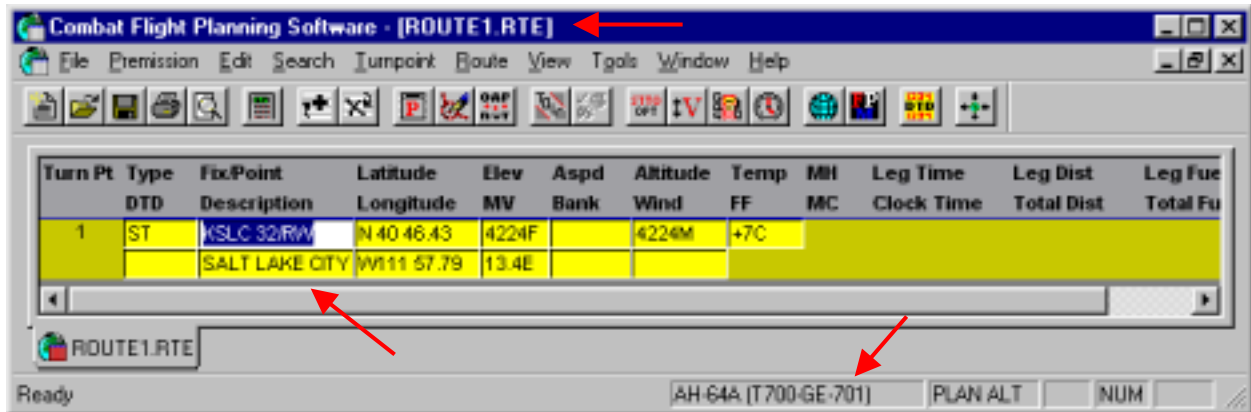 Combat Flight Planning Software - [ROUTE1.RTE]
File Premission Edit Search Turnpoint Route View Tools Window Help
Turn Pt Type Fix/Point Latitude Elev Aspd Altitude Temp MH Leg Time Leg Dist Leg Fue
DTD Description Longitude MV Bank Wind FF MC Clock Time Total Dist Total Fu
1 ST KSLC 32/RW N 40 46.43 4224F 4224M +7C
SALT LAKE CITY W111 57.79 13.4E
ROUTE1.RTE
Ready AH-64A (T700-GE-701) PLAN ALT NUM